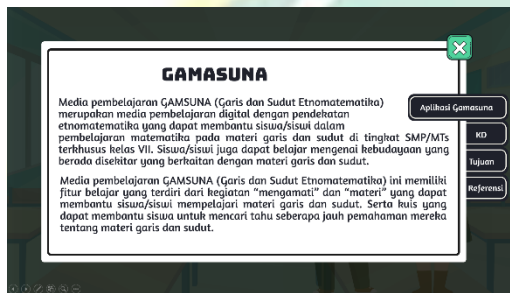 GAMASUNA
Media pembelajaran GAMSUNA (Garis dan Sudut Etnomatematika)
merupakan media pembelajaran digital dengan pendekatan
etnomatematika yang dapat membantu siswa/siswi dalam
pembelajaran matematika pada materi garis dan sudut di tingkat SMP/MTs
terkhusus kelas VII. Siswa/siswi juga dapat belajar mengenai kebudayaan yang
berada disekitar yang berkaitan dengan materi garis dan sudut.
Media pembelajaran GAMSUNA (Garis dan Sudut Etnomatematika) ini memiliki
fitur belajar yang terdiri dari kegiatan “mengamati” dan “materi” yang dapat
membantu siswa/siswi mempelajari materi garis dan sudut. Serta kuis yang
dapat membantu siswa untuk mencari tahu seberapa jauh pemahaman mereka
tentang materi garis dan sudut.
Aplikasi Gamasuna
KD
Tujuan
Referensi